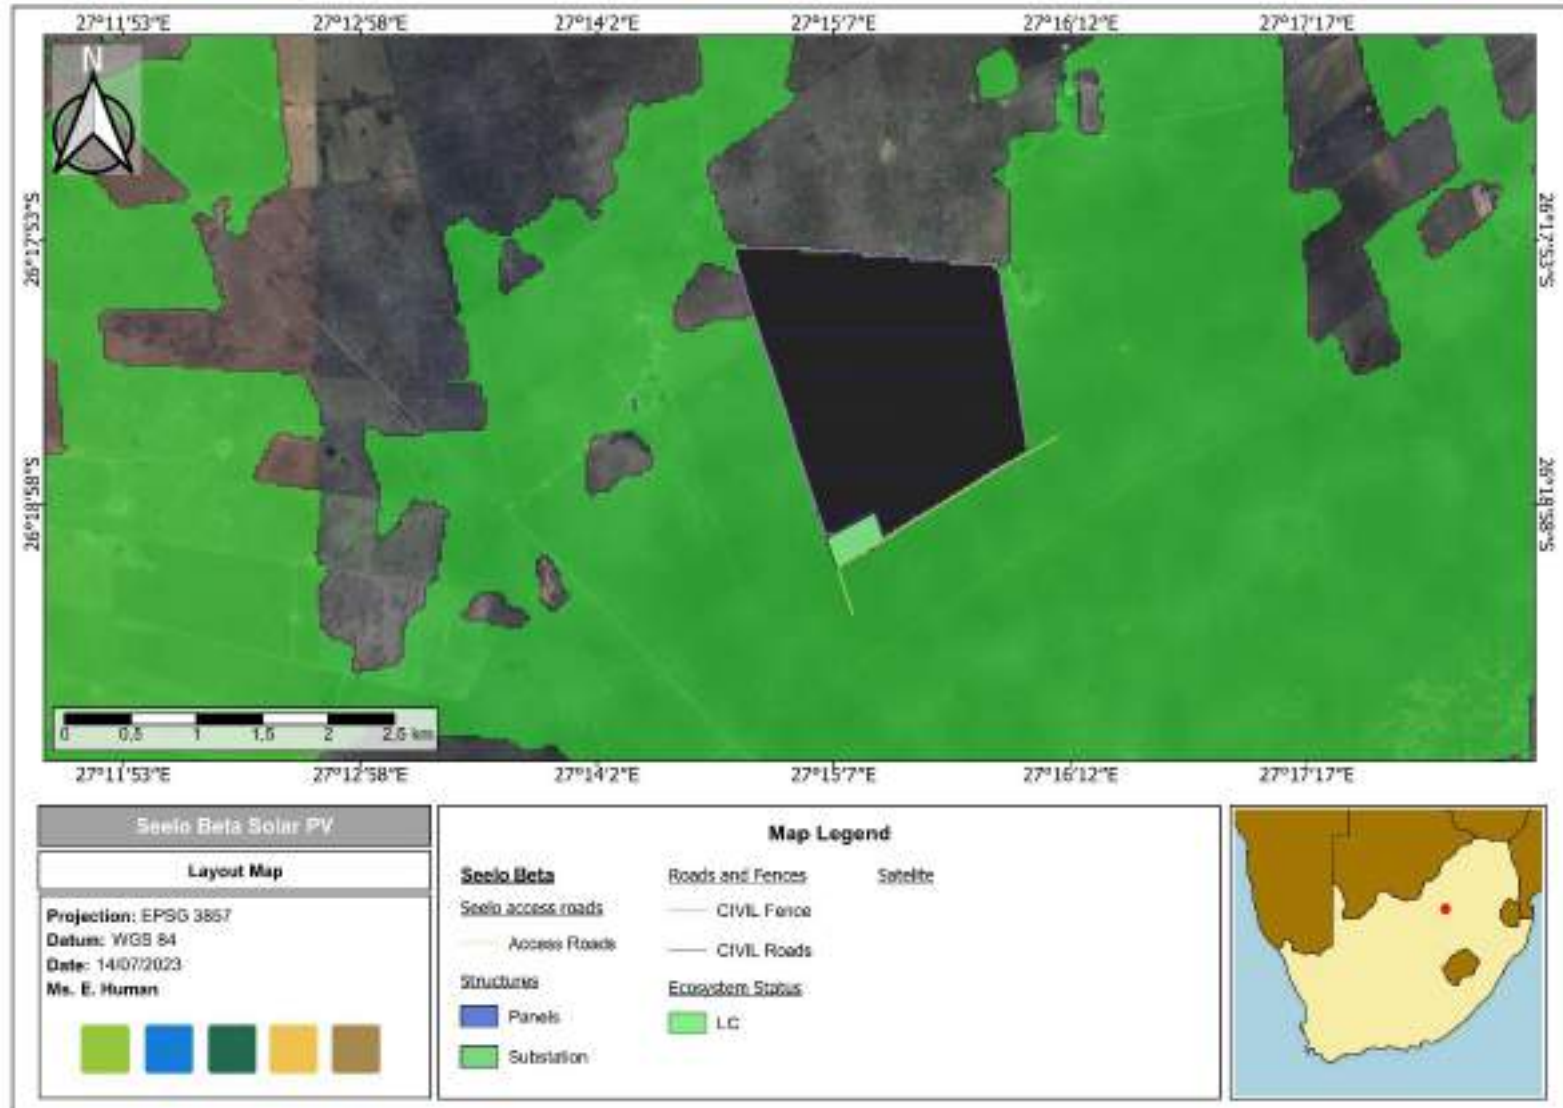 27°11'53"E 27°12'58"E 27°14'2"E 27°15'7"E 27°16'12"E 27°17'17"E
N
26°17'53"S 26°17'53"S
26°18'58"S 26°18'58"S
0 0,5 1 1,5 2 2,5 km
27°11'53"E 27°12'58"E 27°14'2"E 27°15'7"E 27°16'12"E 27°17'17"E
Seelo Beta Solar PV
Layout Map
Projection: EPSG 3857
Datum: WGS 84
Date: 14/07/2023
Ms. E. Human
Map Legend
Seelo Beta
Seelo access roads
Access Roads
Structures
Panels
Substation
Roads and Fences
CIVIL Fence
CIVIL Roads
Ecosystem Status
LC
Satelite